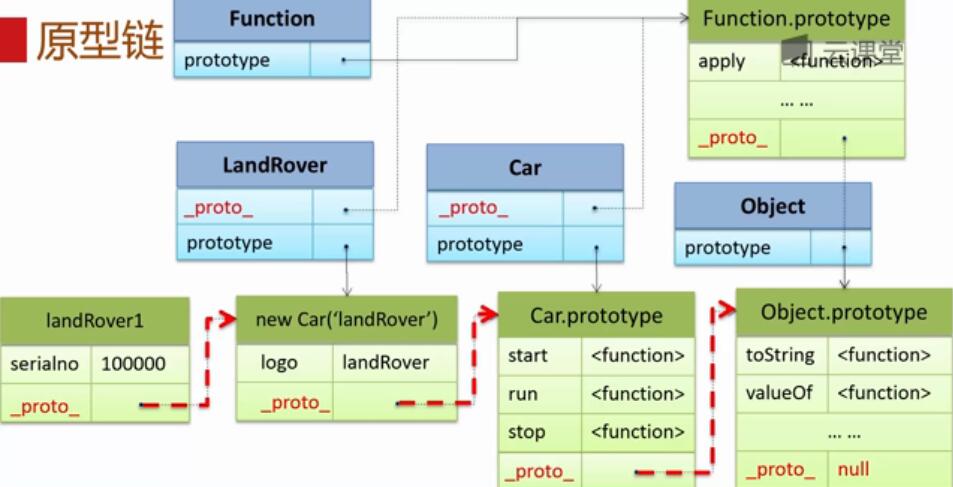 原型链
Function
prototype
Function.prototype
云课堂
apply <function>
... ...
_proto_
LandRover
_proto_
prototype
Car
_proto_
prototype
Object
prototype
landRover1
serialno 100000
_proto_
new Car(‘landRover’)
logo landRover
_proto_
Car.prototype
start <function>
run <function>
stop <function>
_proto_
Object.prototype
toString <function>
valueOf <function>
... ...
_proto_ null